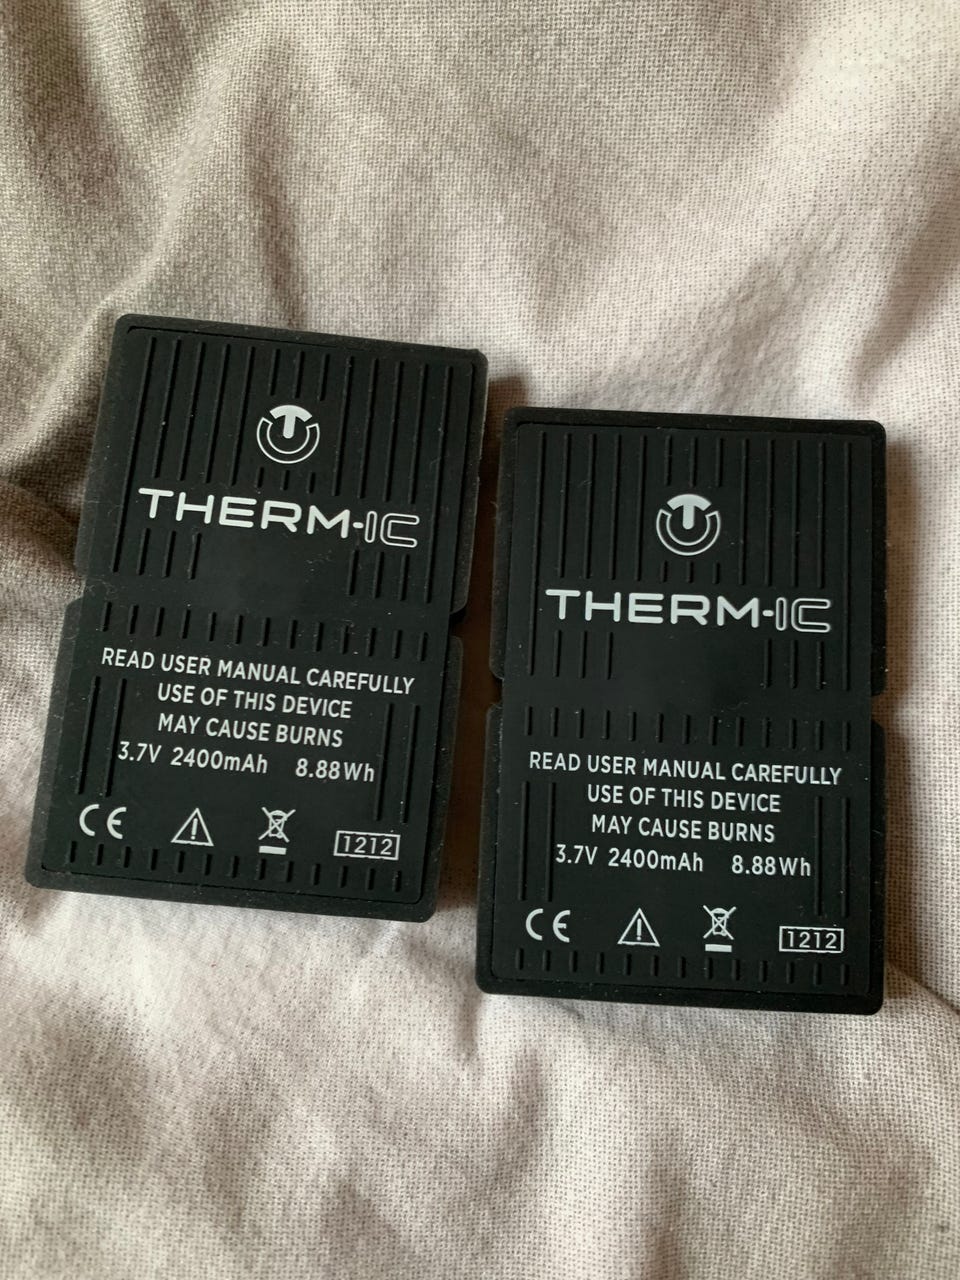 THERM-IC
READ USER MANUAL CAREFULLY
USE OF THIS DEVICE
MAY CAUSE BURNS
3.7V 2400mAh 8.88Wh
CE
1212
THERM-IC
READ USER MANUAL CAREFULLY
USE OF THIS DEVICE
MAY CAUSE BURNS
3.7V 2400mAh 8.88Wh
CE
1212